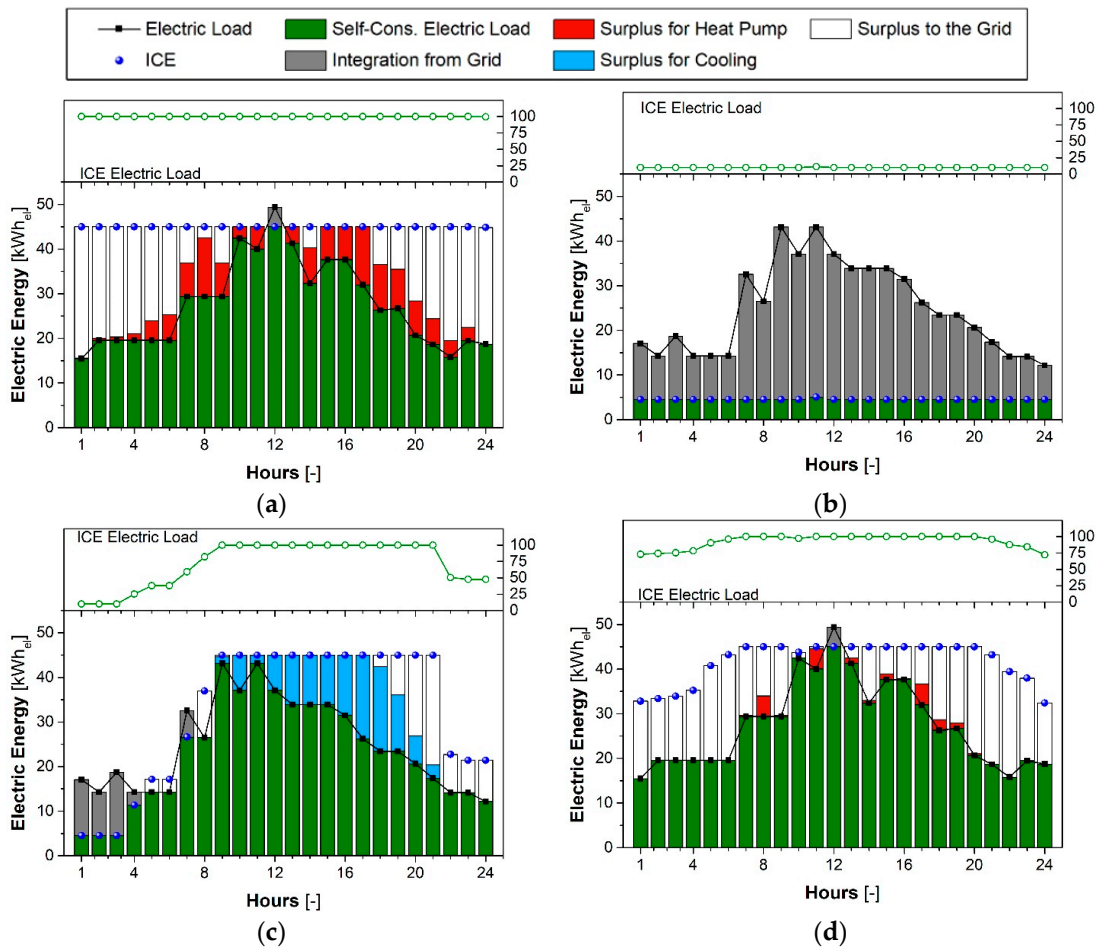 Electric Load Self-Cons. Electric Load Surplus for Heat Pump Surplus to the Grid
ICE Integration from Grid Surplus for Cooling
ICE Electric Load
100
75
50
25
0
Electric Energy [kWhel]
50
40
30
20
10
0
1 4 8 12 16 20 24
Hours [-]
(a)
ICE Electric Load
100
75
50
25
0
Electric Energy [kWhel]
50
40
30
20
10
0
1 4 8 12 16 20 24
Hours [-]
(b)
ICE Electric Load
100
75
50
25
0
Electric Energy [kWhel]
50
40
30
20
10
0
1 4 8 12 16 20 24
Hours [-]
(c)
ICE Electric Load
100
75
50
25
0
Electric Energy [kWhel]
50
40
30
20
10
0
1 4 8 12 16 20 24
Hours [-]
(d)